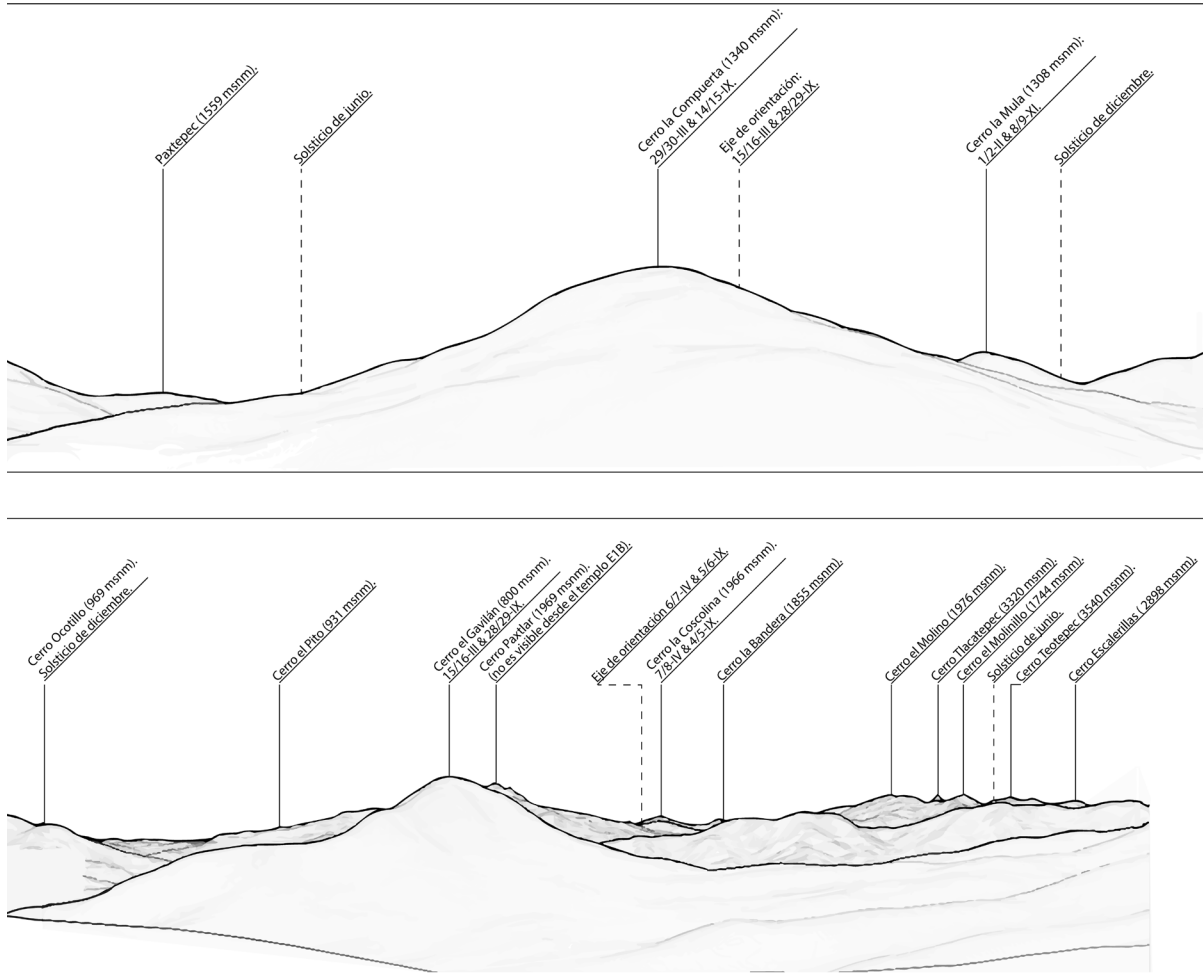 Paxtepec (1559 msnm).
Solsticio de junio.
Cerro la Compuerta (1340 msnm):
29/30-III & 14/15-IX.
Eje de orientación:
15/16-III & 28/29-IX.
Cerro la Mula (1308 msnm):
1/2-II & 8/9-XI.
Solsticio de diciembre.
Cerro Ocotillo (969 msnm).
Solsticio de diciembre.
Cerro el Pito (931 msnm).
Cerro el Gavilán (800 msnm).
15/16-III & 28/29-IX.
Cerro Paxtlar (1969 msnm).
(no es visible desde el templo E1B).
Eje de orientación 6/7-IV & 5/6-IX.
Cerro la Coscolina (1966 msnm).
7/8-IV & 4/5-IX.
Cerro la Bandera (1855 msnm).
Cerro el Molino (1976 msnm).
Cerro Tlacatepec (3320 msnm).
Cerro el Molinillo (1744 msnm).
Solsticio de junio.
Cerro Teotepec (3540 msnm).
Cerro Escalerillas ( 2898 msnm).